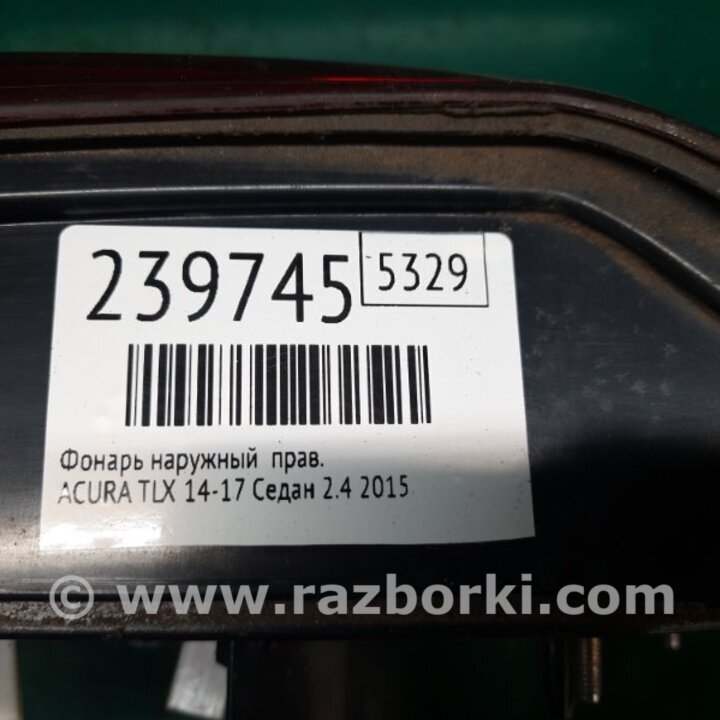 239745 5329
Фонарь наружный прав.
ACURA TLX 14-17 Седан 2.4 2015
© www.razborki.com